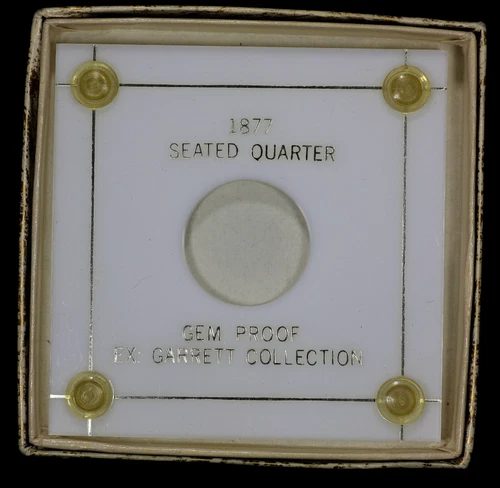 1877
SEATED QUARTER
GEM PROOF
EX: GARRETT COLLECTION